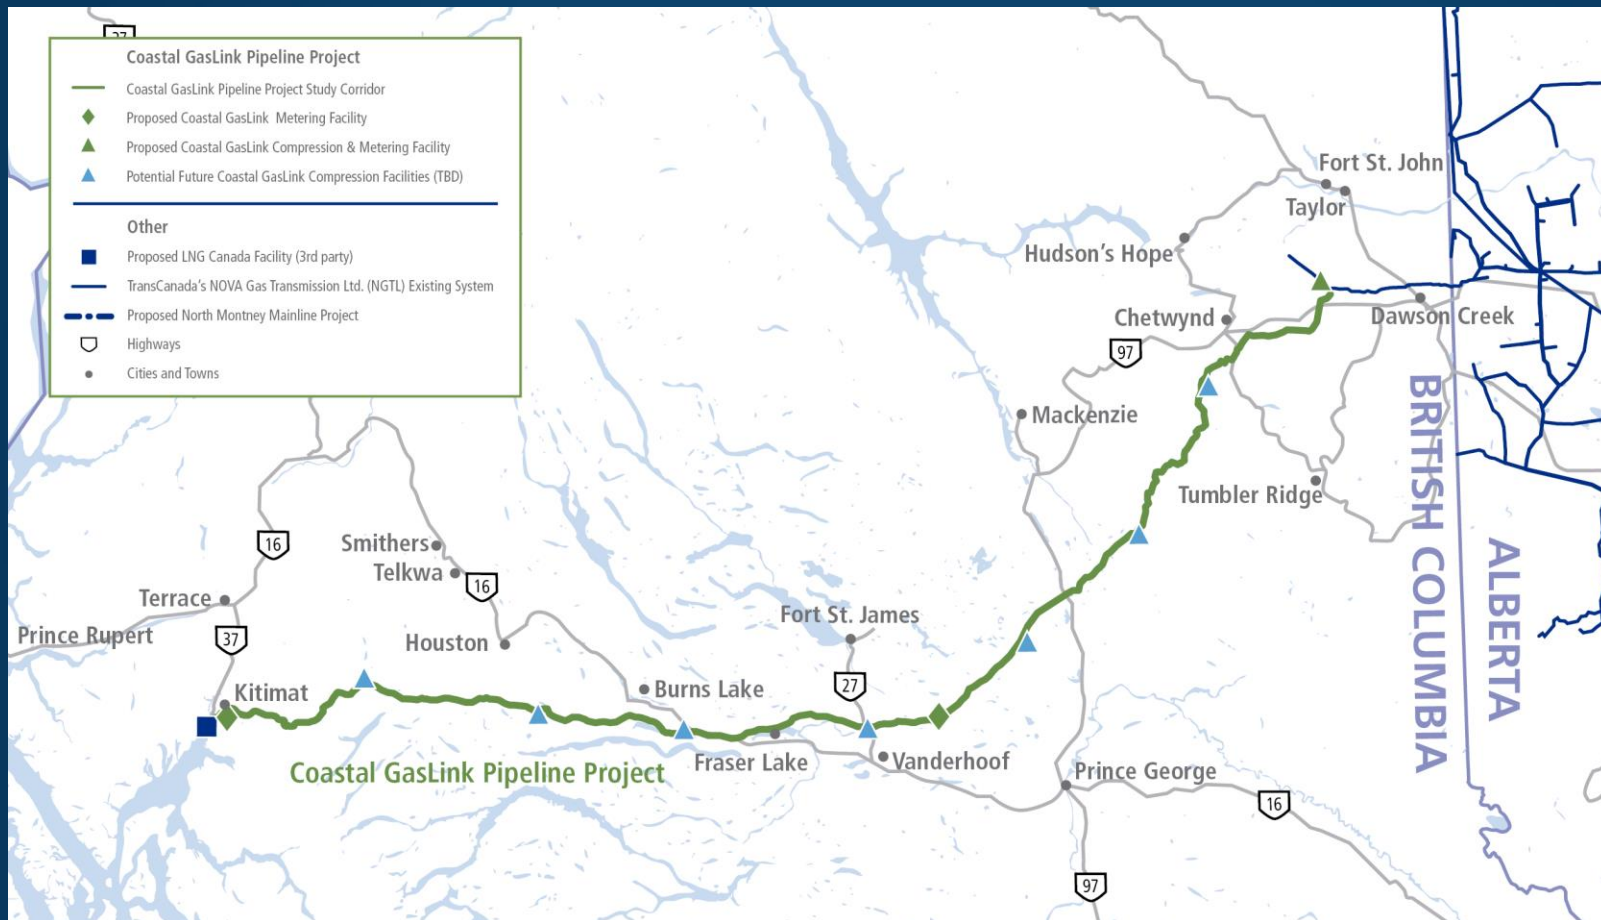 37
Coastal GasLink Pipeline Project
Coastal GasLink Pipeline Project Study Corridor
Proposed Coastal GasLink Metering Facility
Proposed Coastal GasLink Compression & Metering Facility
Potential Future Coastal GasLink Compression Facilities (TBD)
Other
Proposed LNG Canada Facility (3rd party)
TransCanada's NOVA Gas Transmission Ltd. (NGTL) Existing System
Proposed North Montney Mainline Project
Highways
Cities and Towns
Fort St. John
Taylor
Hudson's Hope
Chetwynd
Dawson Creek
97
Mackenzie
Tumbler Ridge
BRITISH COLUMBIA
ALBERTA
16
Smithers
Telkwa
16
Terrace
Prince Rupert
37
Houston
Fort St. James
27
Kitimat
Burns Lake
Fraser Lake
Vanderhoof
Coastal GasLink Pipeline Project
Prince George
16
97